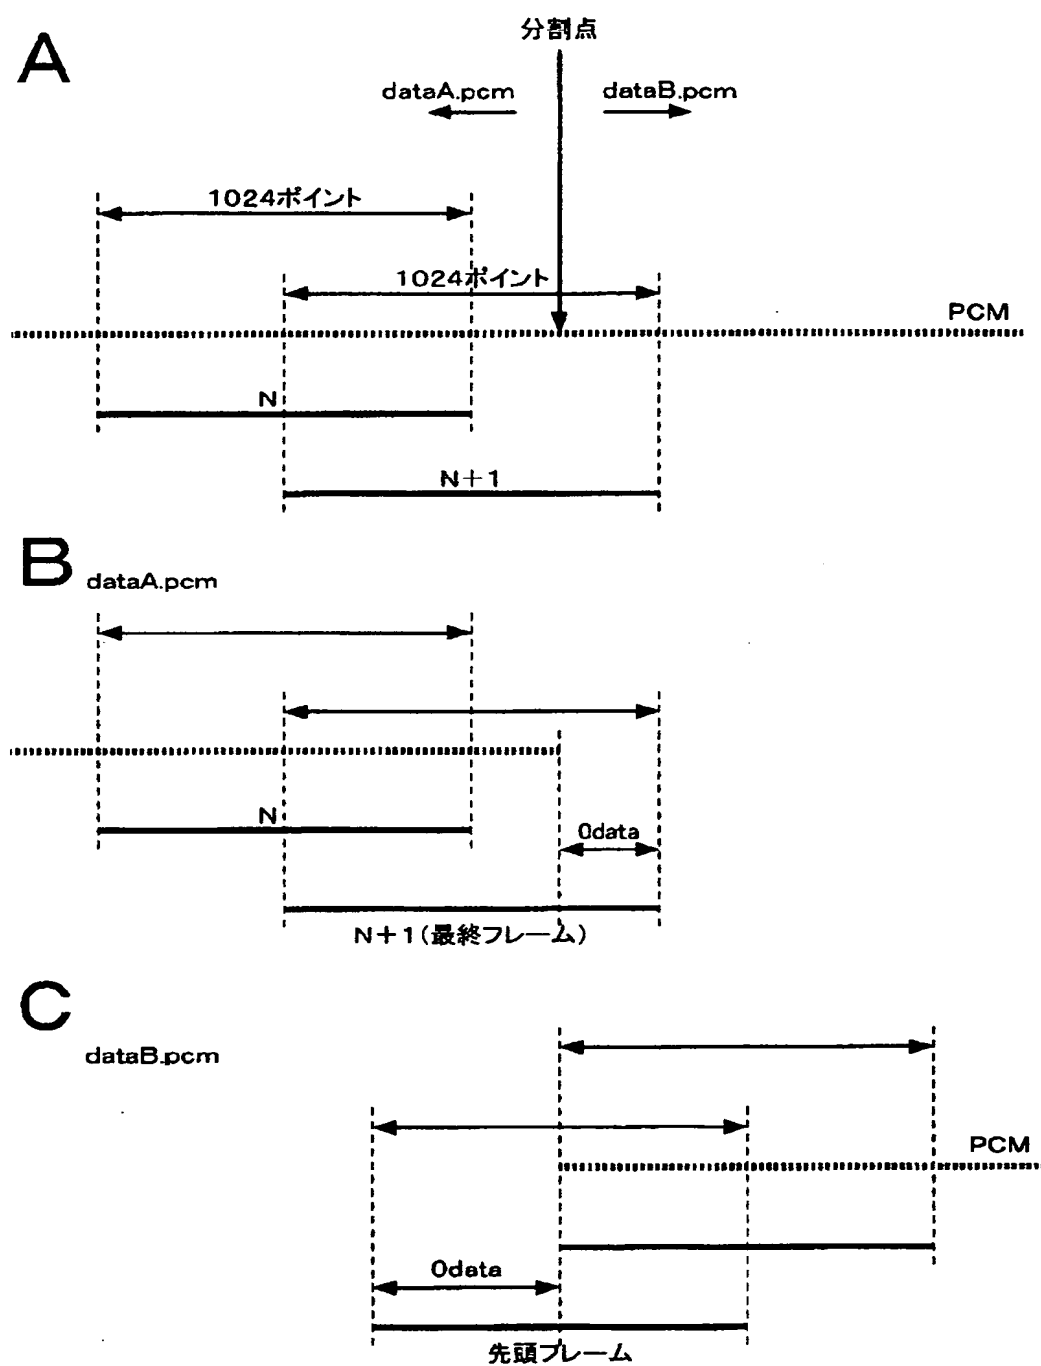 A
分割点
dataA.pcm
dataB.pcm
1024ポイント
1024ポイント
PCM
N
N+1
B
dataA.pcm
N
0data
N+1(最終フレーム)
C
dataB.pcm
PCM
0data
先頭フレーム